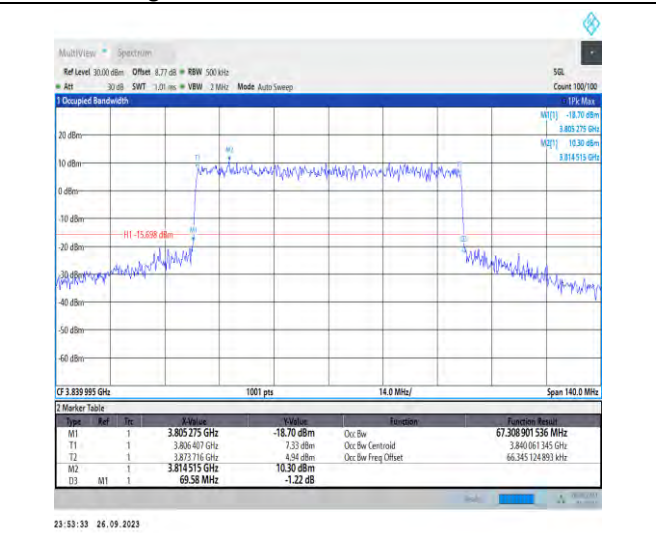 MultiView Spectrum
Ref Level 30.00 dBm Offset 8.77 dB RBW 500 kHz SGL
Att 30 dB SWT 1.01 ms VBW 2 MHz Mode Auto Sweep Count 100/100
1 Occupied Bandwidth 1Pk Max
M1[1] -18.70 dBm
3.805 275 GHz
M2[1] 10.30 dBm
3.814 515 GHz
20 dBm
M2
T1
10 dBm
0 dBm
-10 dBm
H1 -15.698 dBm
M1
D3
-20 dBm
-30 dBm
-40 dBm
-50 dBm
-60 dBm
CF 3.839 995 GHz 1001 pts 14.0 MHz/ Span 140.0 MHz
2 Marker Table
Type Ref Trc X-Value Y-Value Function Function Result
M1 1 3.805 275 GHz -18.70 dBm Occ Bw 67.308 901 536 MHz
T1 1 3.806 407 GHz 7.33 dBm Occ Bw Centroid 3.840 061 345 GHz
T2 1 3.873 716 GHz 4.94 dBm Occ Bw Freq Offset 66.345 124 893 kHz
M2 1 3.814 515 GHz 10.30 dBm
D3 M1 1 69.58 MHz -1.22 dB
23:53:33 26.09.2023